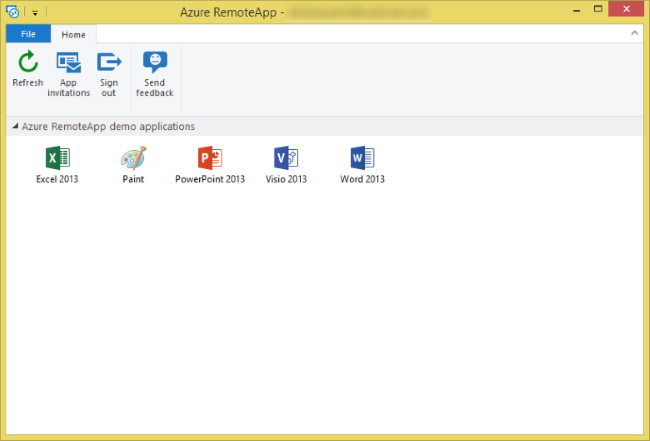 Azure RemoteApp -
File Home
Refresh App invitations Sign out Send feedback
Azure RemoteApp demo applications
Excel 2013 Paint PowerPoint 2013 Visio 2013 Word 2013